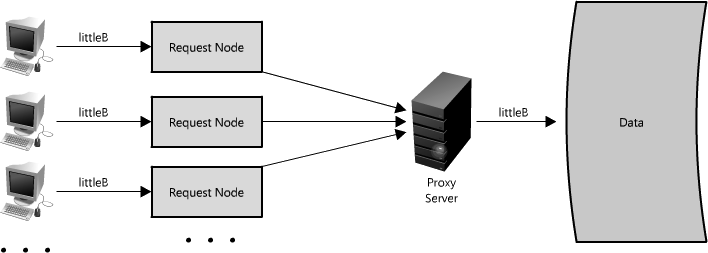 littleB
Request Node
littleB
Request Node
littleB
Request Node
Proxy
Server
littleB
Data